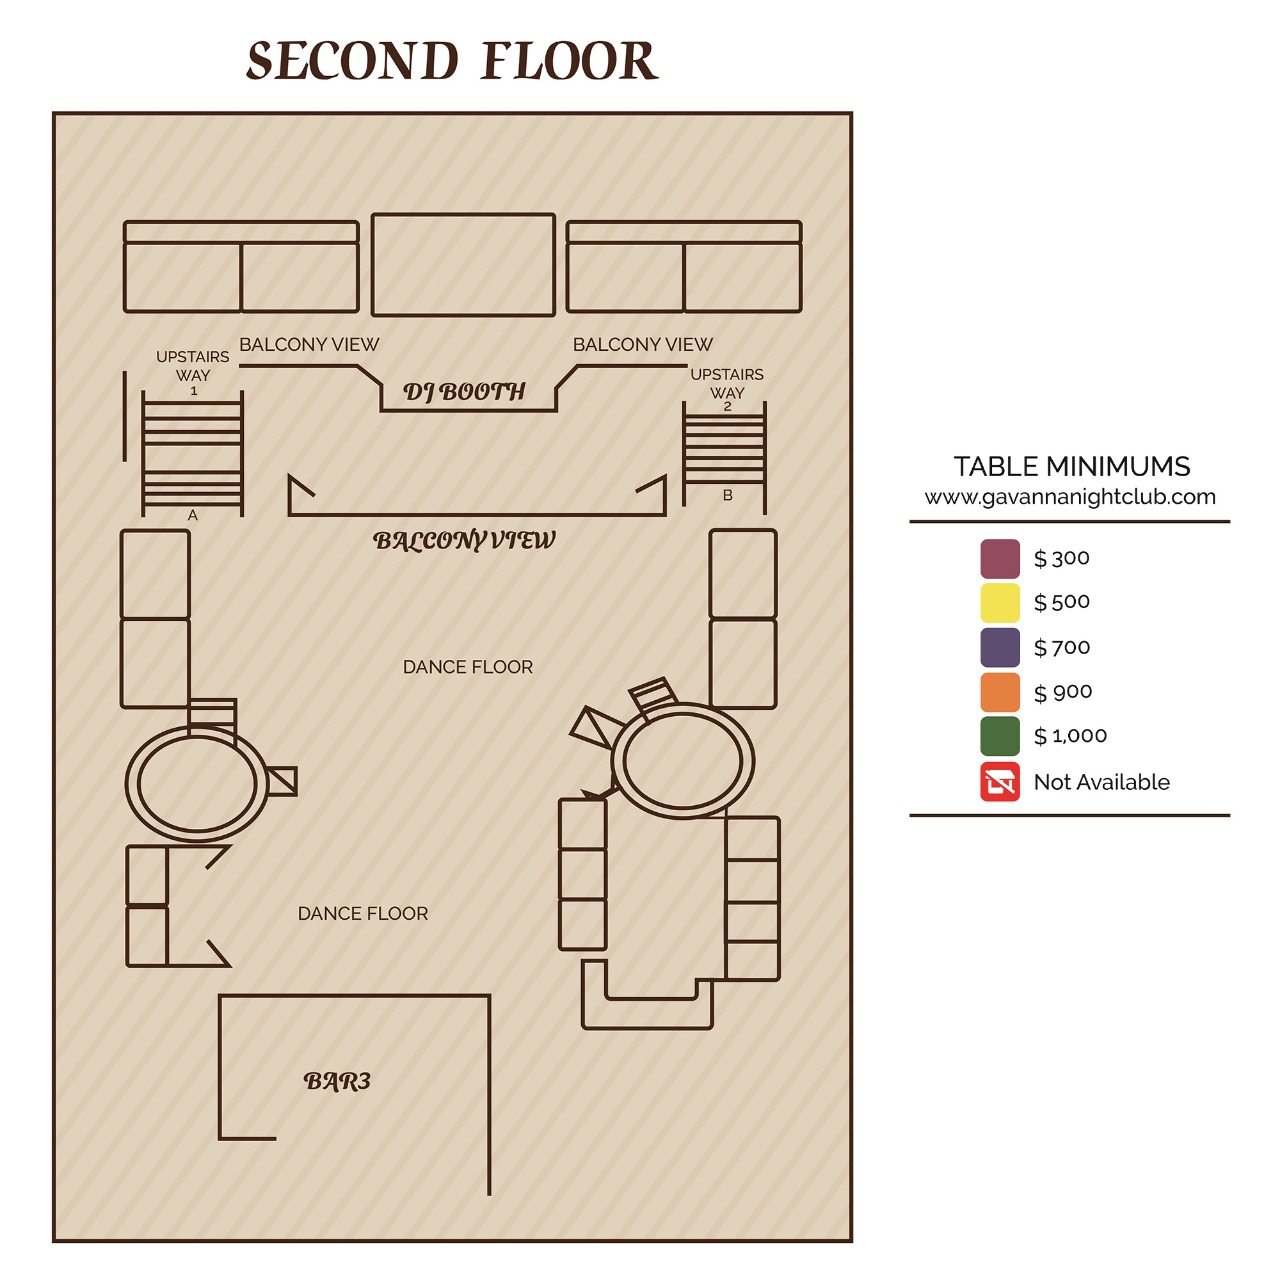 SECOND FLOOR
BALCONY VIEW
BALCONY VIEW
UPSTAIRS
WAY
1
UPSTAIRS
WAY
2
DJ BOOTH
A
B
BALCONY VIEW
DANCE FLOOR
DANCE FLOOR
BAR3
TABLE MINIMUMS
www.gavannanightclub.com
$ 300
$ 500
$ 700
$ 900
$ 1,000
Not Available